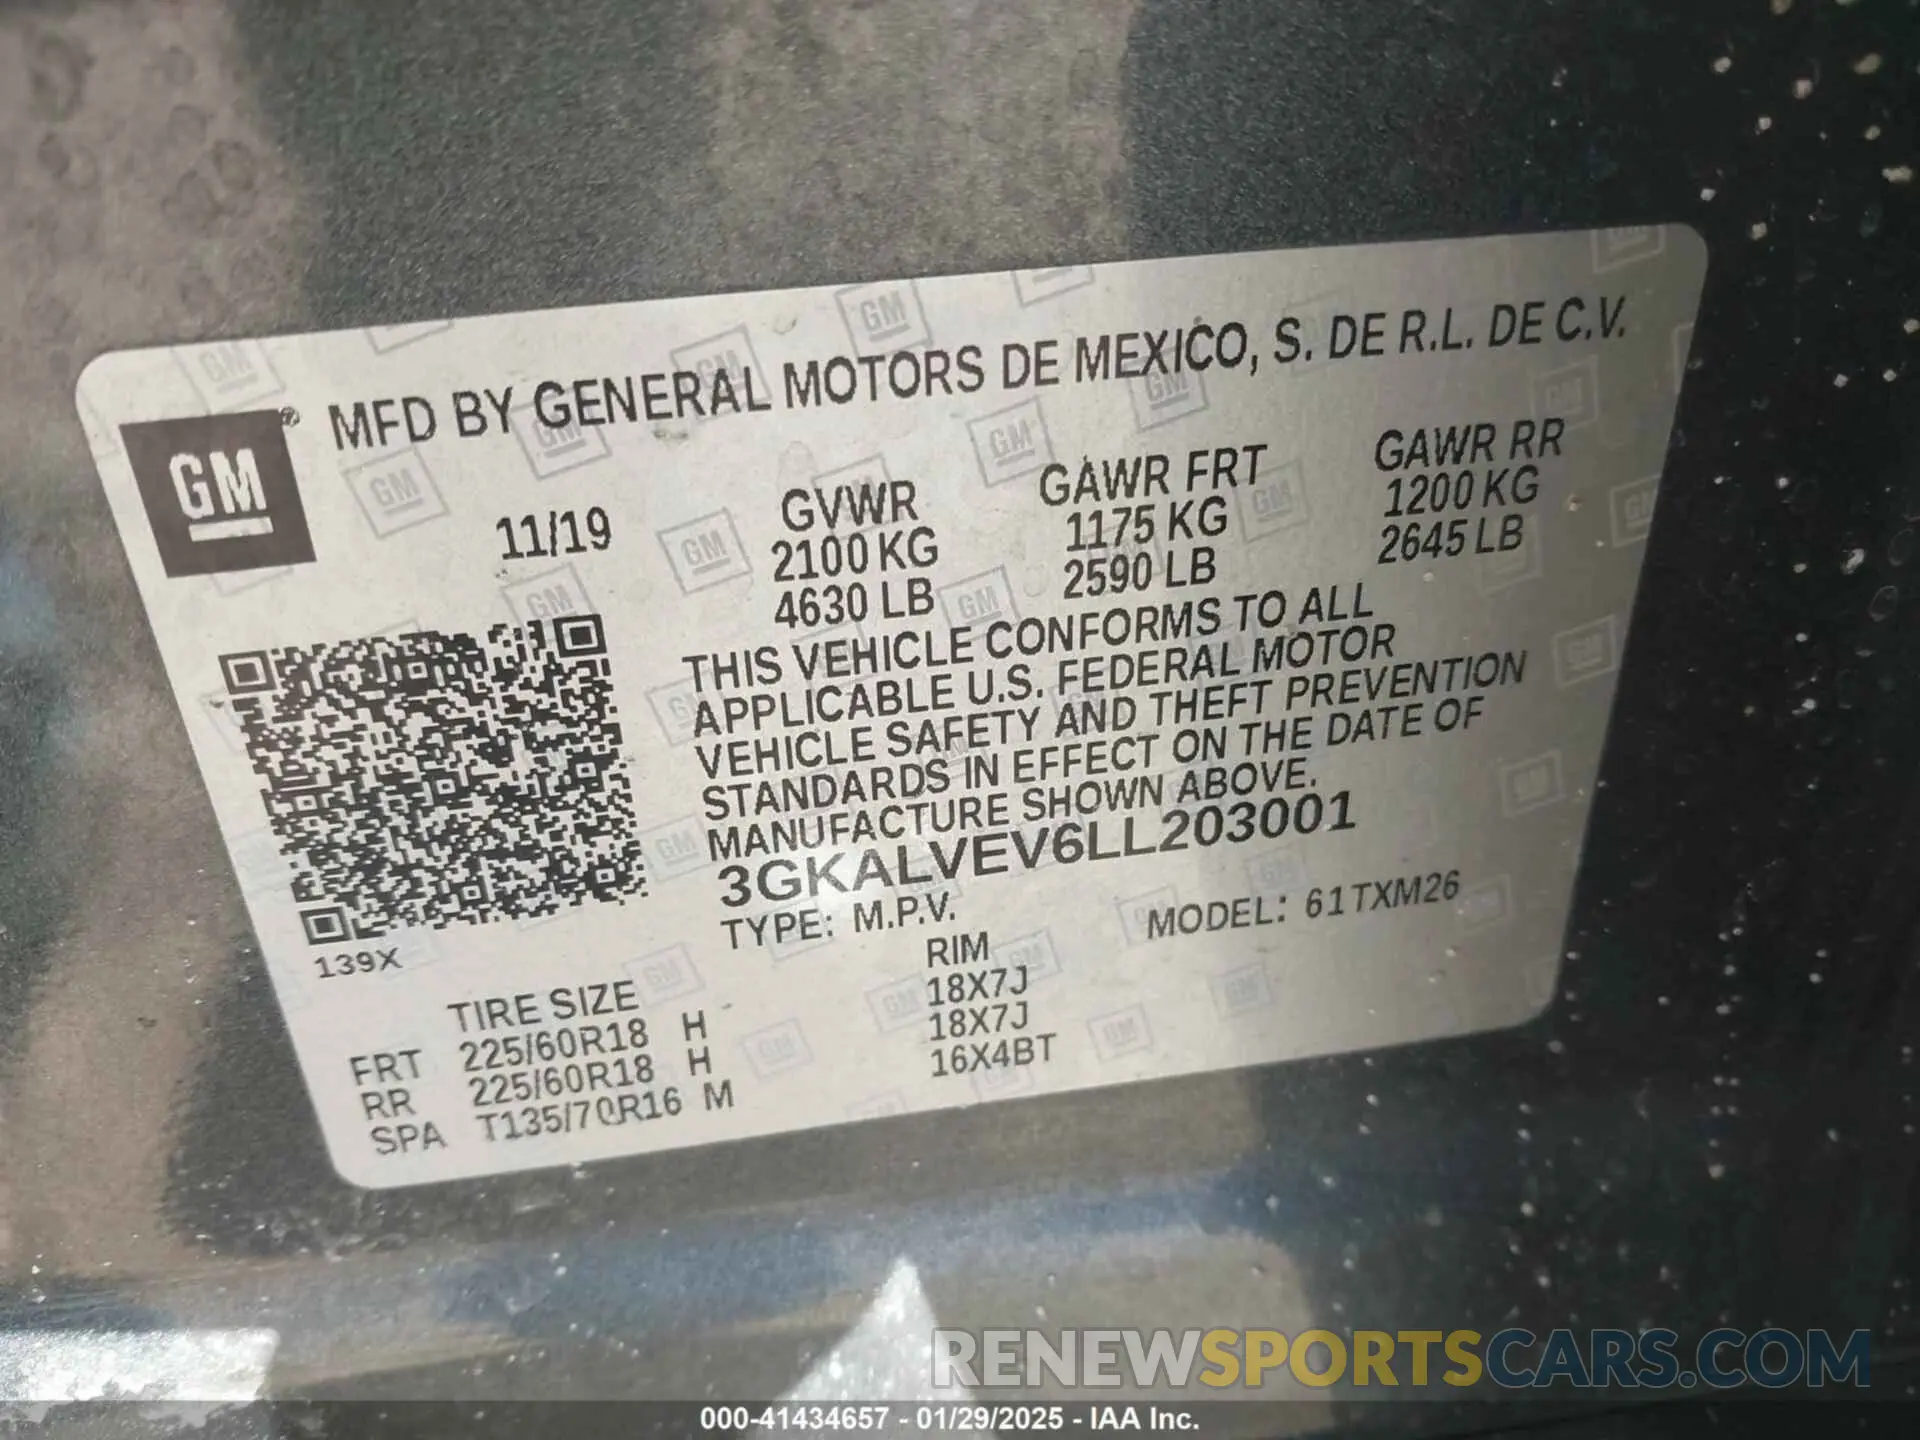 MFD BY GENERAL MOTORS DE MEXICO, S. DE R.L. DE C.V.
GM®
11/19
GVWR GAWR FRT GAWR RR
2100 KG 1175 KG 1200 KG
4630 LB 2590 LB 2645 LB
THIS VEHICLE CONFORMS TO ALL
APPLICABLE U.S. FEDERAL MOTOR
VEHICLE SAFETY AND THEFT PREVENTION
STANDARDS IN EFFECT ON THE DATE OF
MANUFACTURE SHOWN ABOVE.
3GKALVEV6LL203001
TYPE: M.P.V. MODEL: 61TXM26
139X
TIRE SIZE RIM
FRT 225/60R18 H 18X7J
RR 225/60R18 H 18X7J
SPA T135/70R16 M 16X4BT
RENEWSPORTSCARS.COM
000-41434657 - 01/29/2025 - IAA Inc.